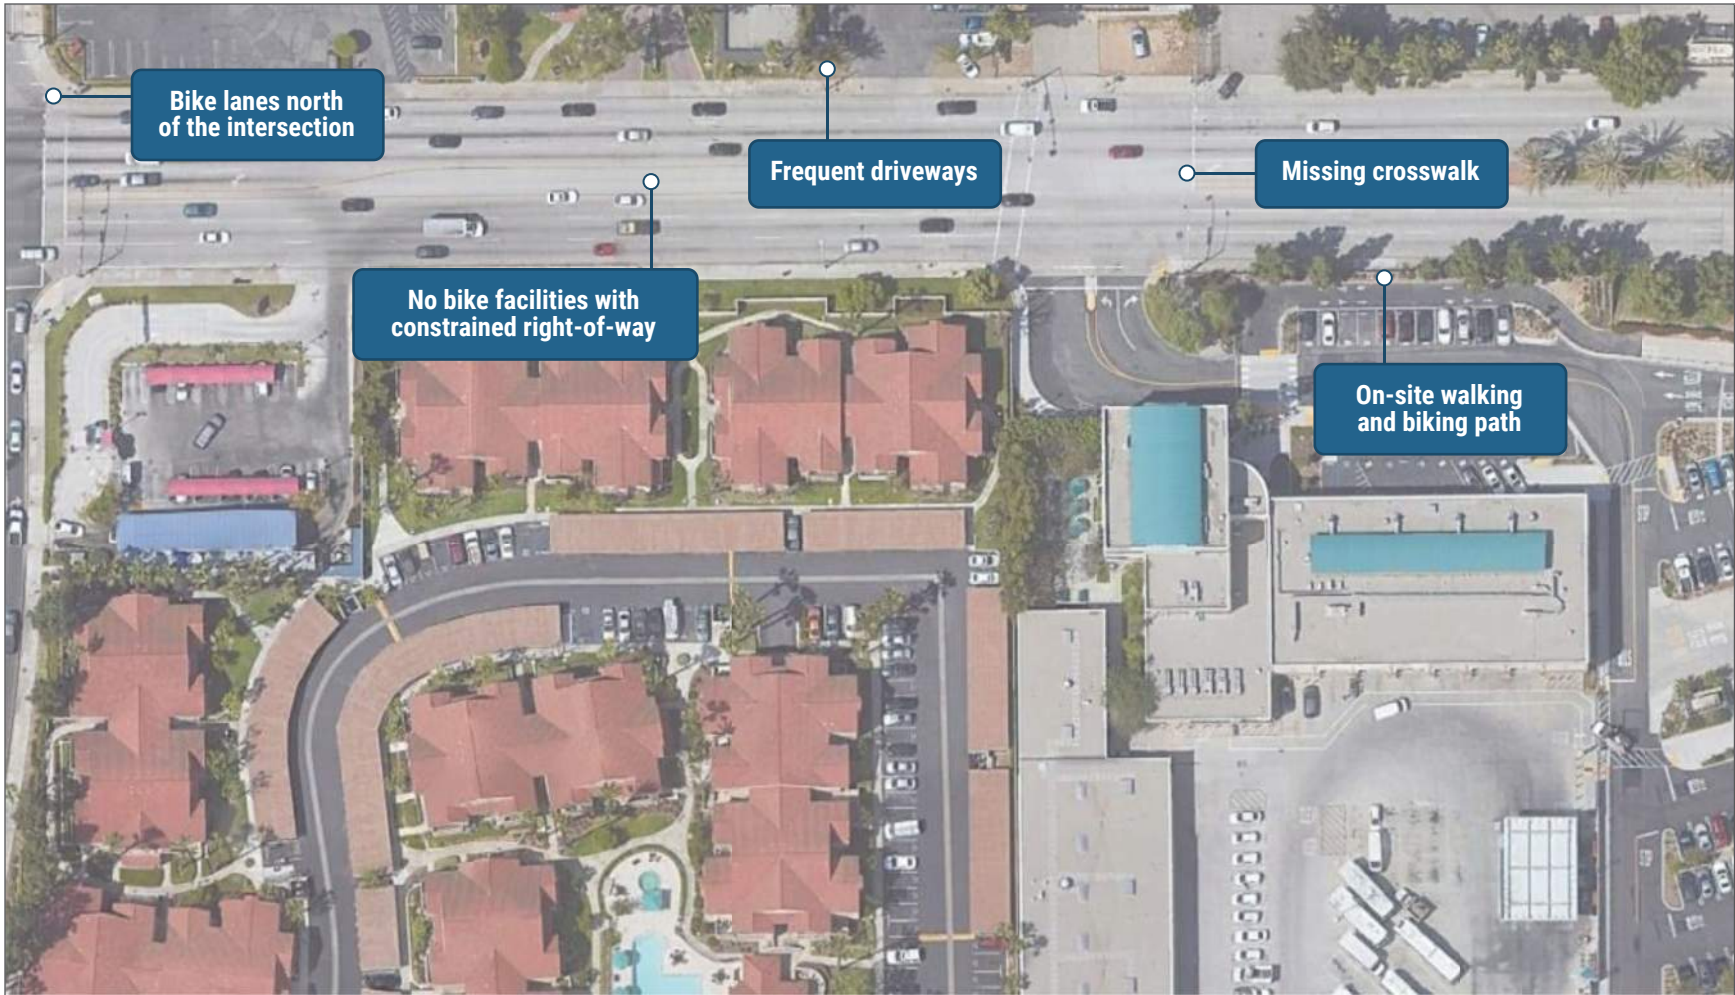 Bike lanes north
of the intersection
Frequent driveways
Missing crosswalk
No bike facilities with
constrained right-of-way
On-site walking
and biking path